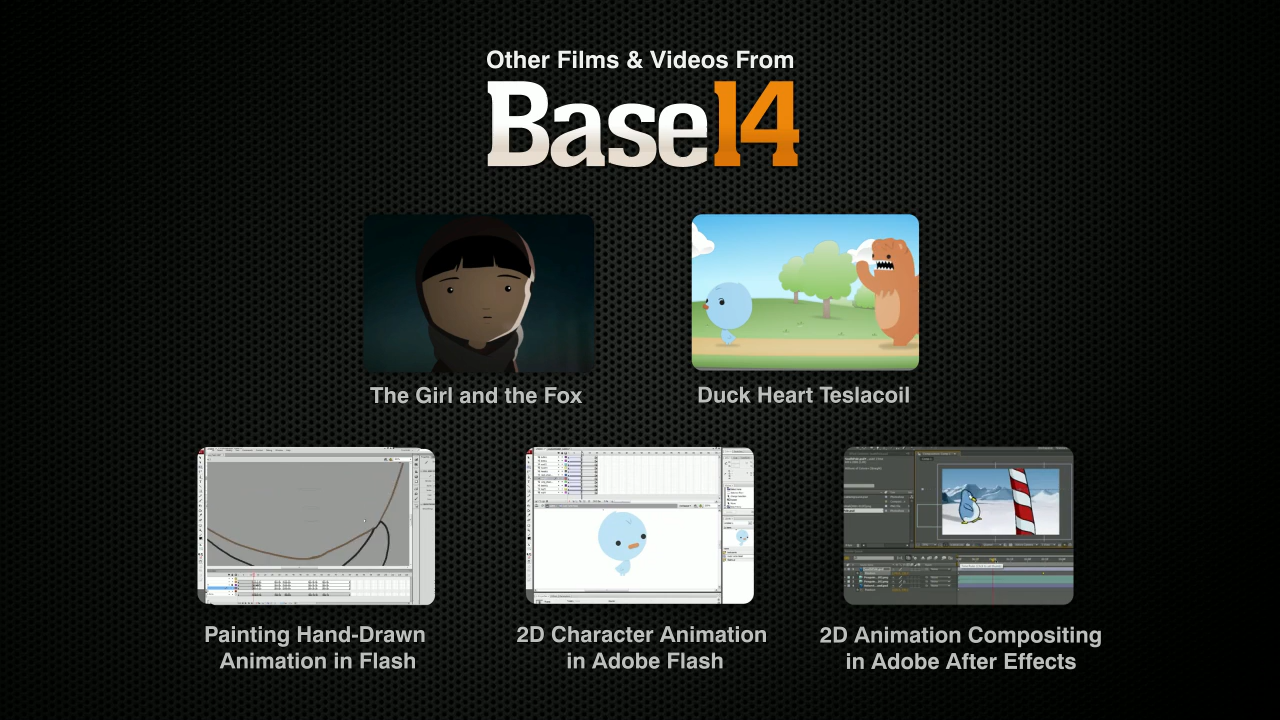 Other Films & Videos From
Base14
The Girl and the Fox
Duck Heart Teslacoil
Painting Hand-Drawn
Animation in Flash
2D Character Animation
in Adobe Flash
2D Animation Compositing
in Adobe After Effects